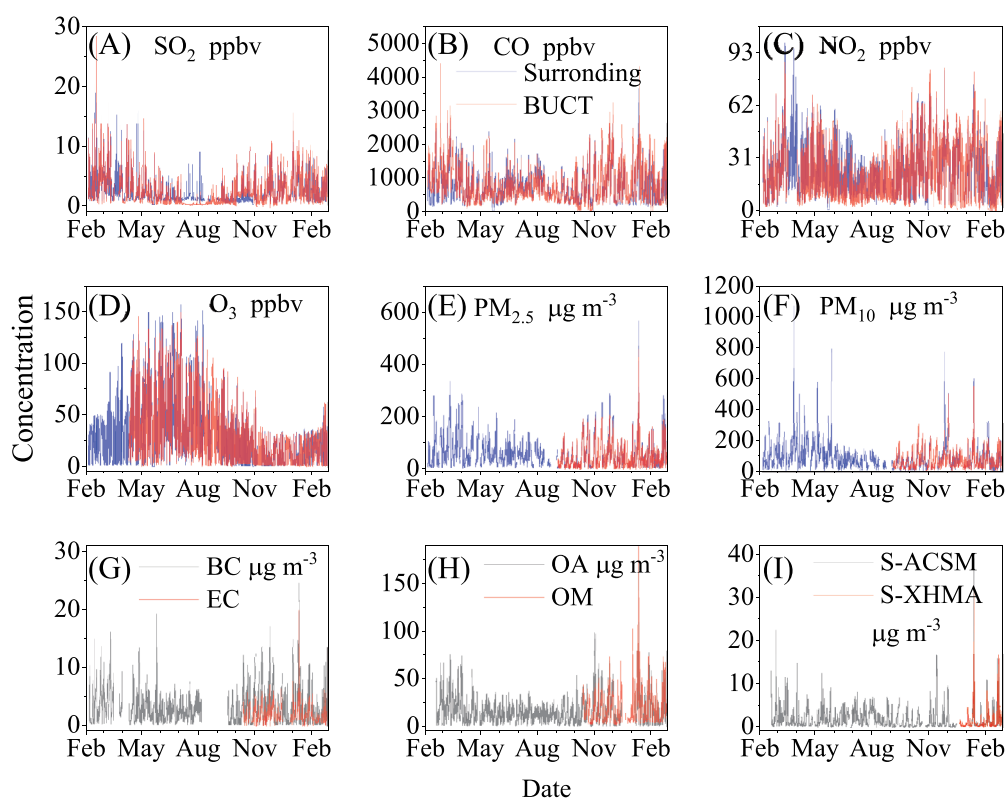 (A) SO2 ppbv
30
20
10
0
Feb May Aug Nov Feb
(B) CO ppbv
Surronding
BUCT
5000
4000
3000
2000
1000
0
Feb May Aug Nov Feb
(C) NO2 ppbv
93
62
31
0
Feb May Aug Nov Feb
Concentration
(D) O3 ppbv
150
100
50
0
Feb May Aug Nov Feb
(E) PM2.5 μg m-3
600
400
200
0
Feb May Aug Nov Feb
(F) PM10 μg m-3
1200
1000
800
600
400
200
0
Feb May Aug Nov Feb
(G) BC μg m-3
EC
30
20
10
0
Feb May Aug Nov Feb
(H) OA μg m-3
OM
150
100
50
0
Feb May Aug Nov Feb
(I) S-ACSM
S-XHMA
μg m-3
40
30
20
10
0
Feb May Aug Nov Feb
Date